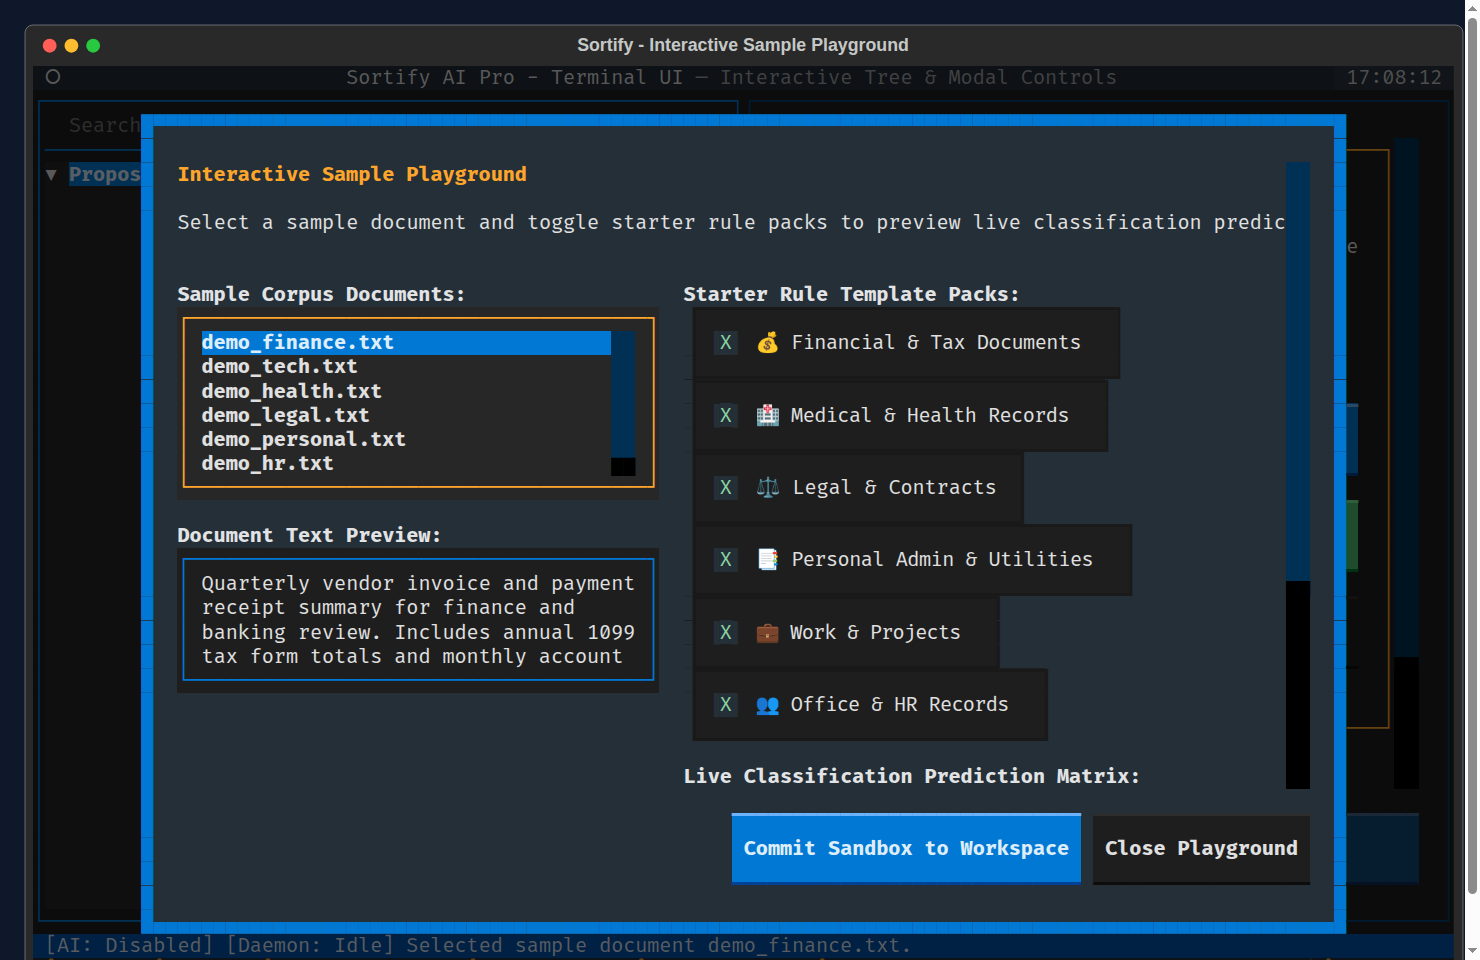 Sortify - Interactive Sample Playground
Sortify AI Pro - Terminal UI — Interactive Tree & Modal Controls
17:08:12
Search
▼ Propos
Interactive Sample Playground
Select a sample document and toggle starter rule packs to preview live classification predic
e
Sample Corpus Documents:
demo_finance.txt
demo_tech.txt
demo_health.txt
demo_legal.txt
demo_personal.txt
demo_hr.txt
Document Text Preview:
Quarterly vendor invoice and payment
receipt summary for finance and
banking review. Includes annual 1099
tax form totals and monthly account
Starter Rule Template Packs:
X 💰 Financial & Tax Documents
X 🏥 Medical & Health Records
X ⚖️ Legal & Contracts
X 📑 Personal Admin & Utilities
X 💼 Work & Projects
X 👥 Office & HR Records
Live Classification Prediction Matrix:
Commit Sandbox to Workspace
Close Playground
[AI: Disabled] [Daemon: Idle] Selected sample document demo_finance.txt.